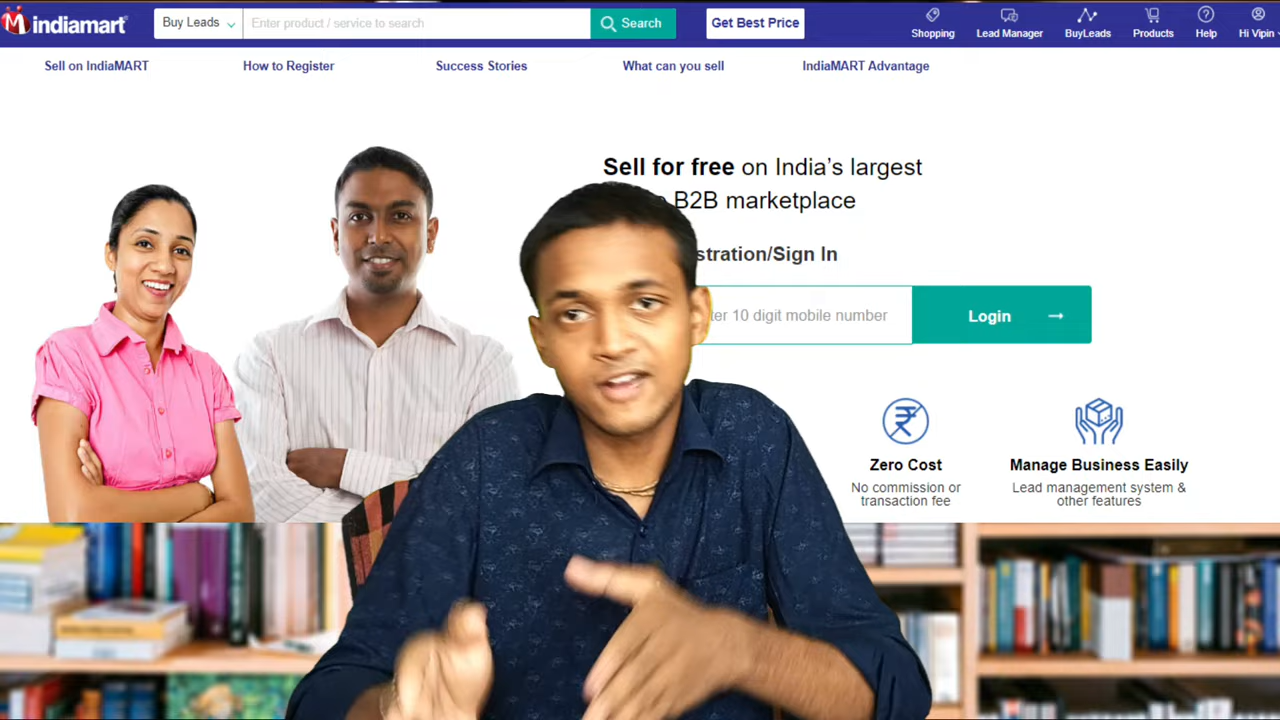 indiamart
Buy Leads
Enter product / service to search
Search
Get Best Price
Shopping
Lead Manager
BuyLeads
Products
Help
Hi Vipin
Sell on IndiaMART
How to Register
Success Stories
What can you sell
IndiaMART Advantage
Sell for free on India's largest
B2B marketplace
stration/Sign In
ter 10 digit mobile number
Login
Zero Cost
No commission or
transaction fee
Manage Business Easily
Lead management system &
other features